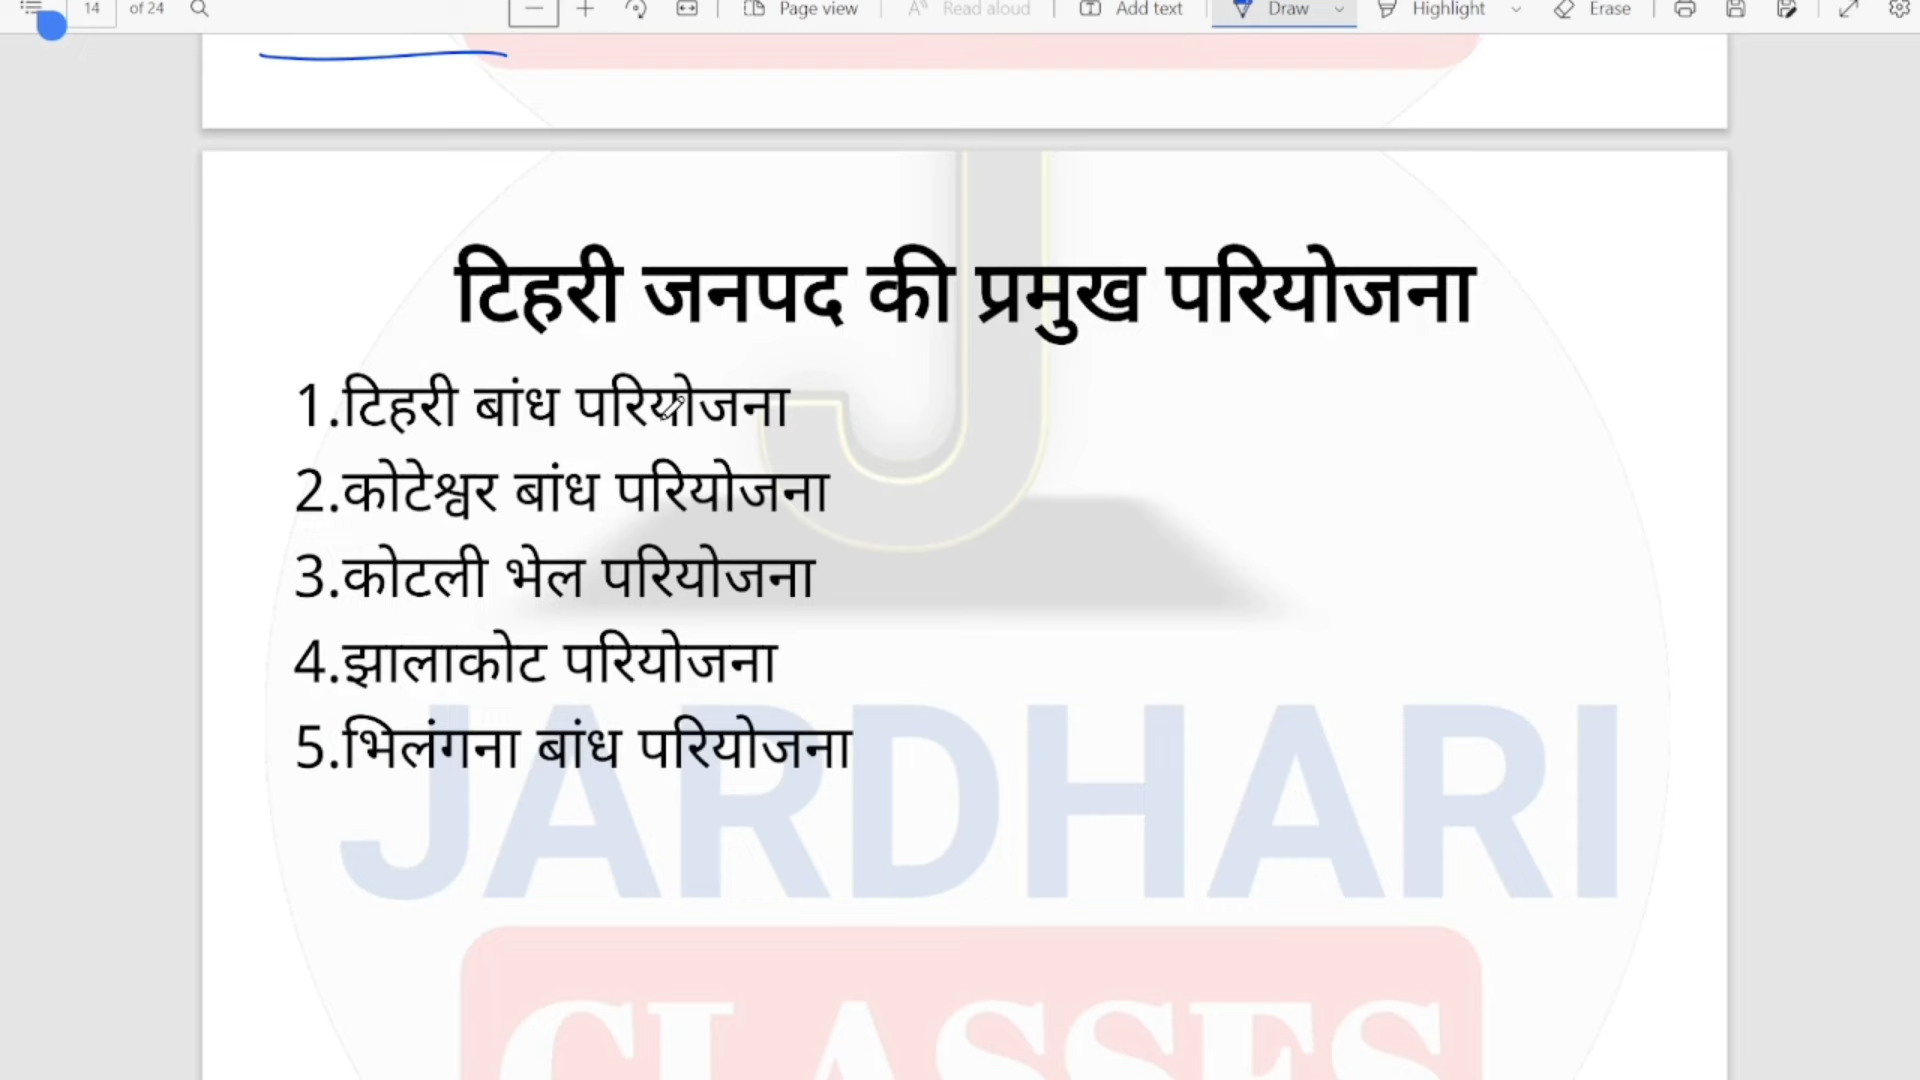 14 of 24 Page view Read aloud Add text Draw Highlight Erase
टिहरी जनपद की प्रमुख परियोजना
1.टिहरी बांध परियोजना
2.कोटेश्वर बांध परियोजना
3.कोटली भेल परियोजना
4.झालाकोट परियोजना
5.भिलंगना बांध परियोजना
JARDHARI
CLASSES